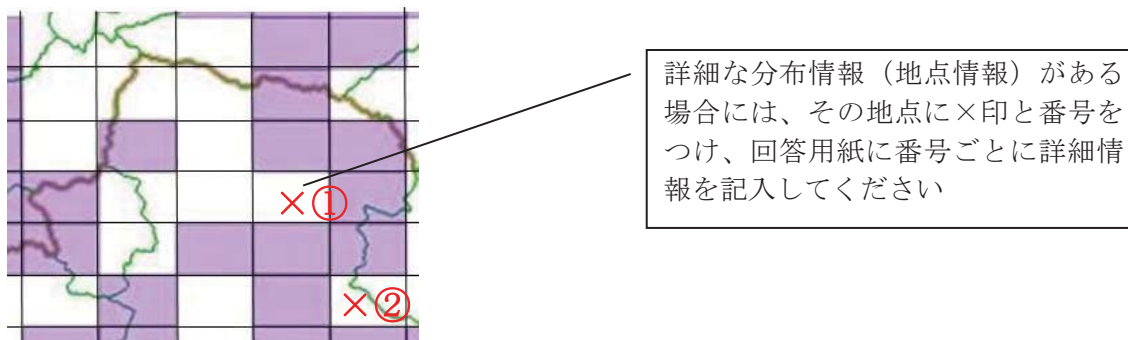 詳細な分布情報（地点情報）がある
場合には、その地点に×印と番号を
つけ、回答用紙に番号ごとに詳細情
報を記入してください
×①
×②